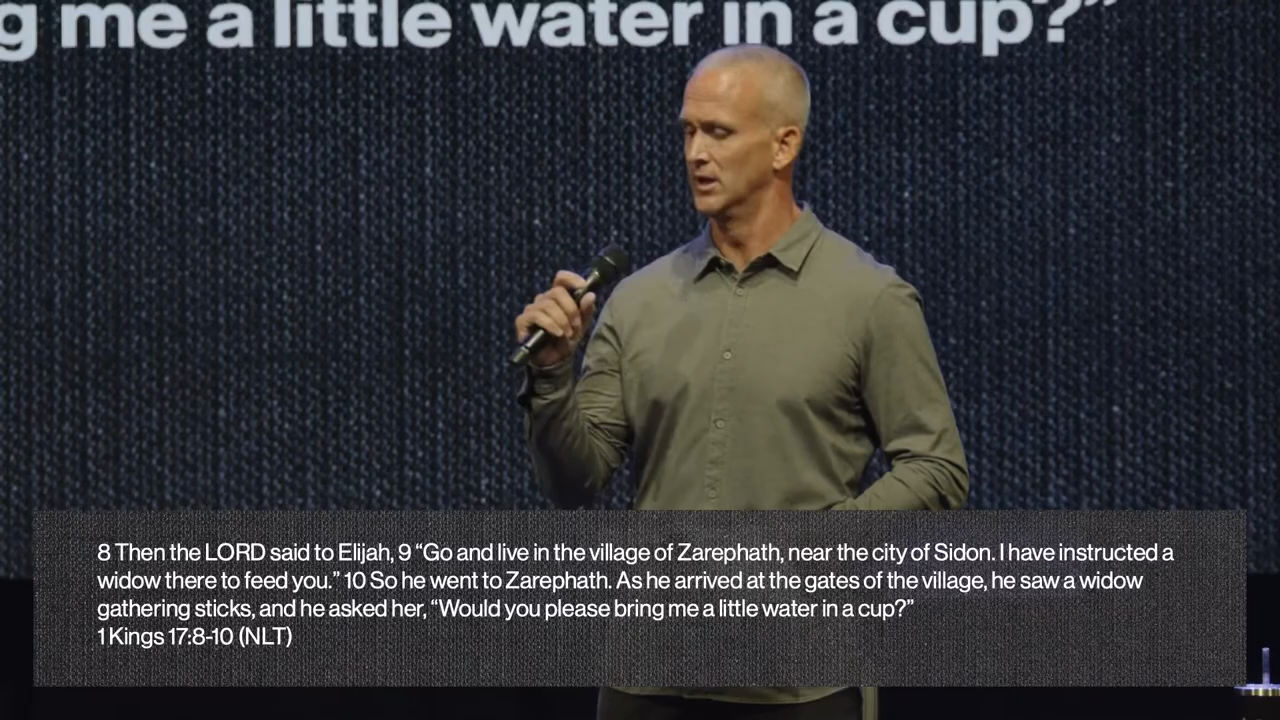 g me a little water in a cup?”
8 Then the LORD said to Elijah, 9 “Go and live in the village of Zarephath, near the city of Sidon. I have instructed a
widow there to feed you.” 10 So he went to Zarephath. As he arrived at the gates of the village, he saw a widow
gathering sticks, and he asked her, “Would you please bring me a little water in a cup?”
1 Kings 17:8-10 (NLT)